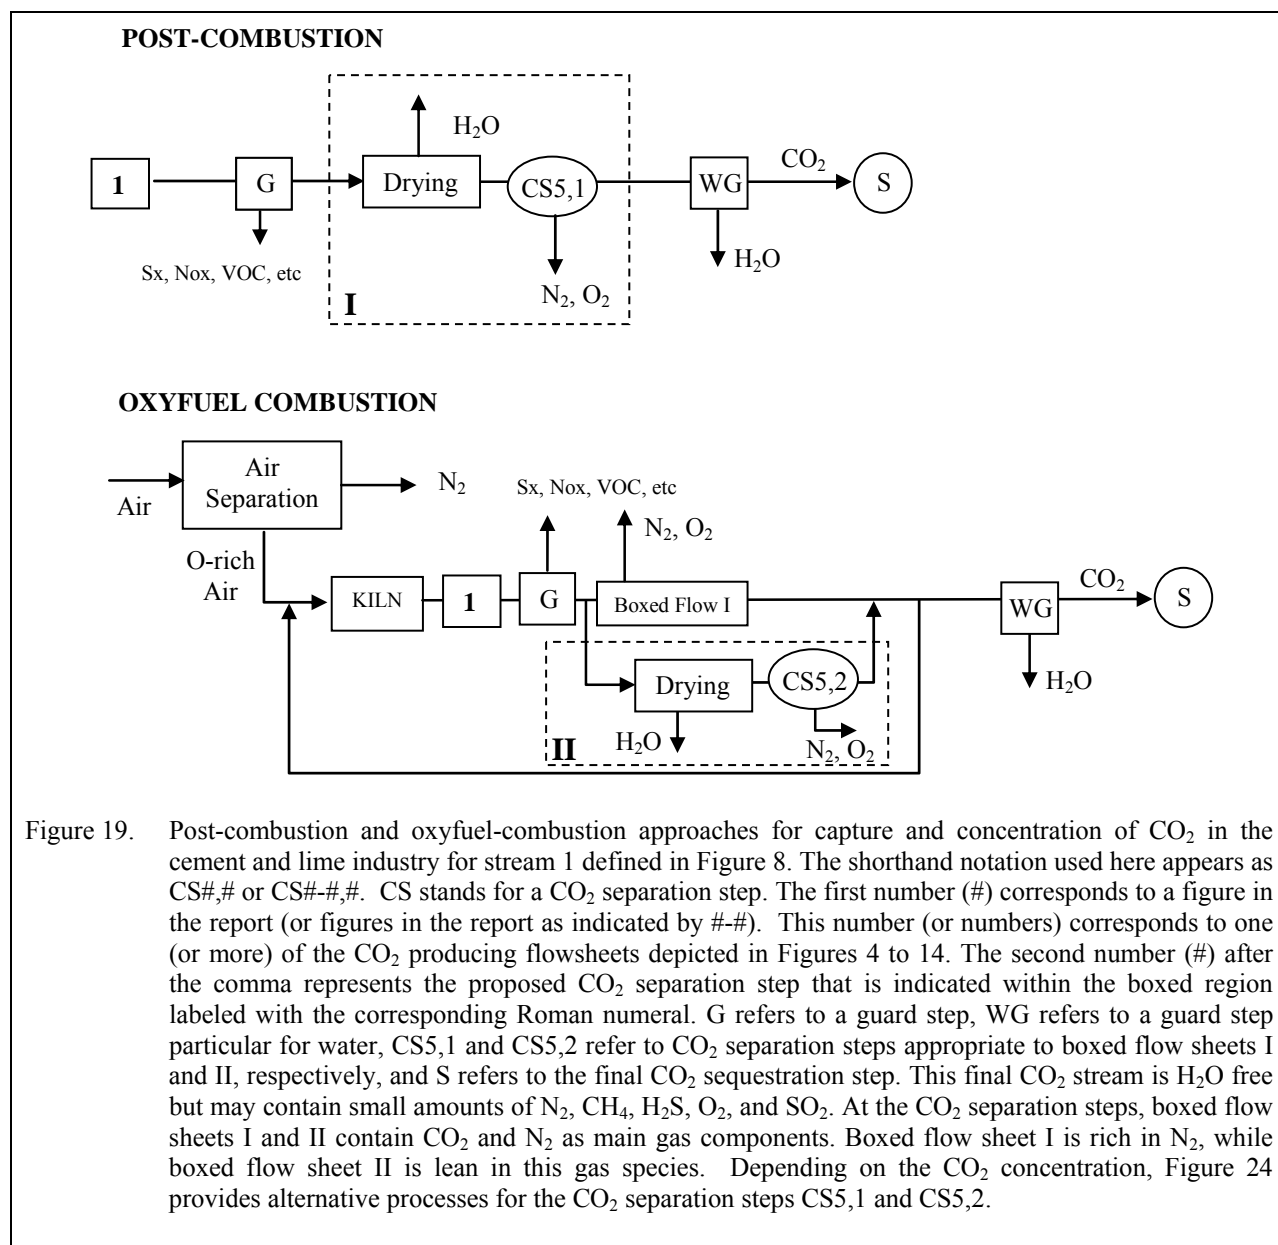 POST-COMBUSTION
H₂O
1
G
Drying
CS5,1
WG
CO₂
S
Sx, Nox, VOC, etc
I
N₂, O₂
H₂O
OXYFUEL COMBUSTION
Air
Air
Separation
N₂
Sx, Nox, VOC, etc
N₂, O₂
O-rich
Air
KILN
1
G
Boxed Flow I
WG
CO₂
S
Drying
CS5,2
H₂O
II
H₂O
N₂, O₂
Figure 19. Post-combustion and oxyfuel-combustion approaches for capture and concentration of CO₂ in the
cement and lime industry for stream 1 defined in Figure 8. The shorthand notation used here appears as
CS#,# or CS#-#,#. CS stands for a CO₂ separation step. The first number (#) corresponds to a figure in
the report (or figures in the report as indicated by #-#). This number (or numbers) corresponds to one
(or more) of the CO₂ producing flowsheets depicted in Figures 4 to 14. The second number (#) after
the comma represents the proposed CO₂ separation step that is indicated within the boxed region
labeled with the corresponding Roman numeral. G refers to a guard step, WG refers to a guard step
particular for water, CS5,1 and CS5,2 refer to CO₂ separation steps appropriate to boxed flow sheets I
and II, respectively, and S refers to the final CO₂ sequestration step. This final CO₂ stream is H₂O free
but may contain small amounts of N₂, CH₄, H₂S, O₂, and SO₂. At the CO₂ separation steps, boxed flow
sheets I and II contain CO₂ and N₂ as main gas components. Boxed flow sheet I is rich in N₂, while
boxed flow sheet II is lean in this gas species. Depending on the CO₂ concentration, Figure 24
provides alternative processes for the CO₂ separation steps CS5,1 and CS5,2.